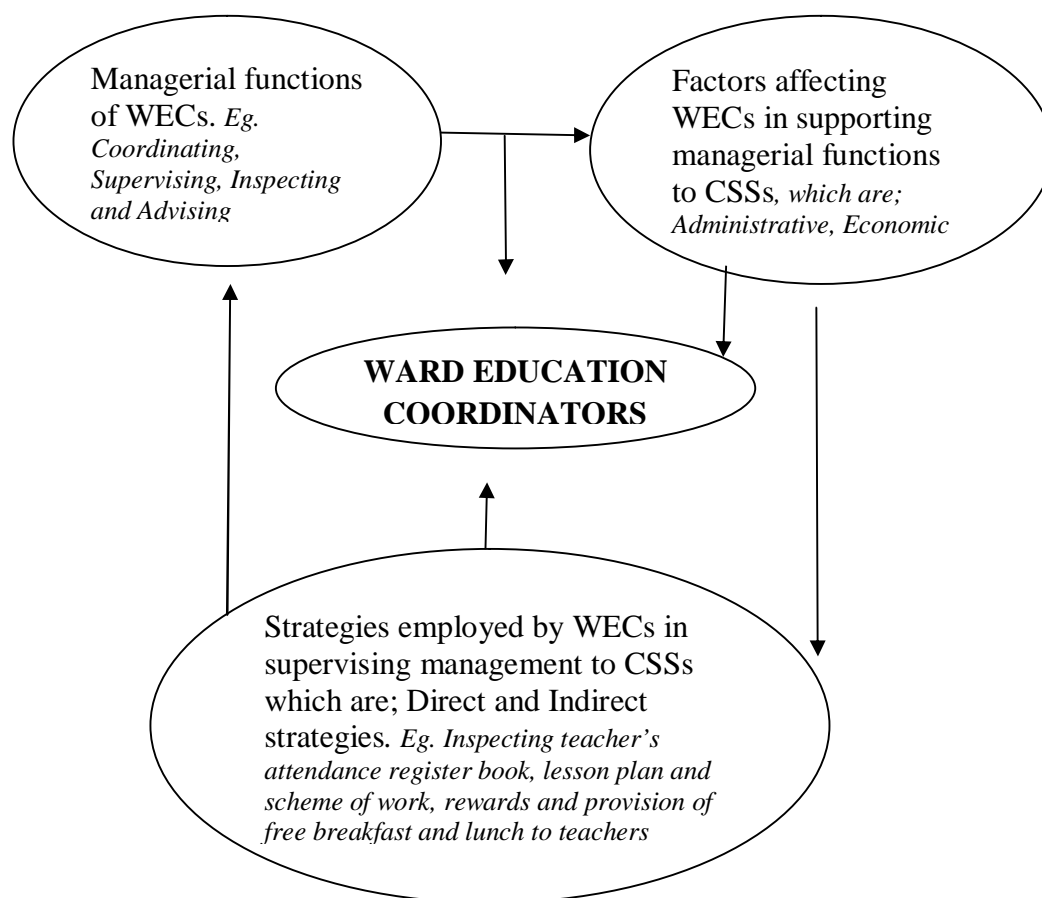 Managerial functions
of WECs. Eg.
Coordinating,
Supervising, Inspecting
and Advising
Factors affecting
WECs in supporting
managerial functions
to CSSs, which are;
Administrative, Economic
WARD EDUCATION
COORDINATORS
Strategies employed by WECs in
supervising management to CSSs
which are; Direct and Indirect
strategies. Eg. Inspecting teacher’s
attendance register book, lesson plan and
scheme of work, rewards and provision of
free breakfast and lunch to teachers